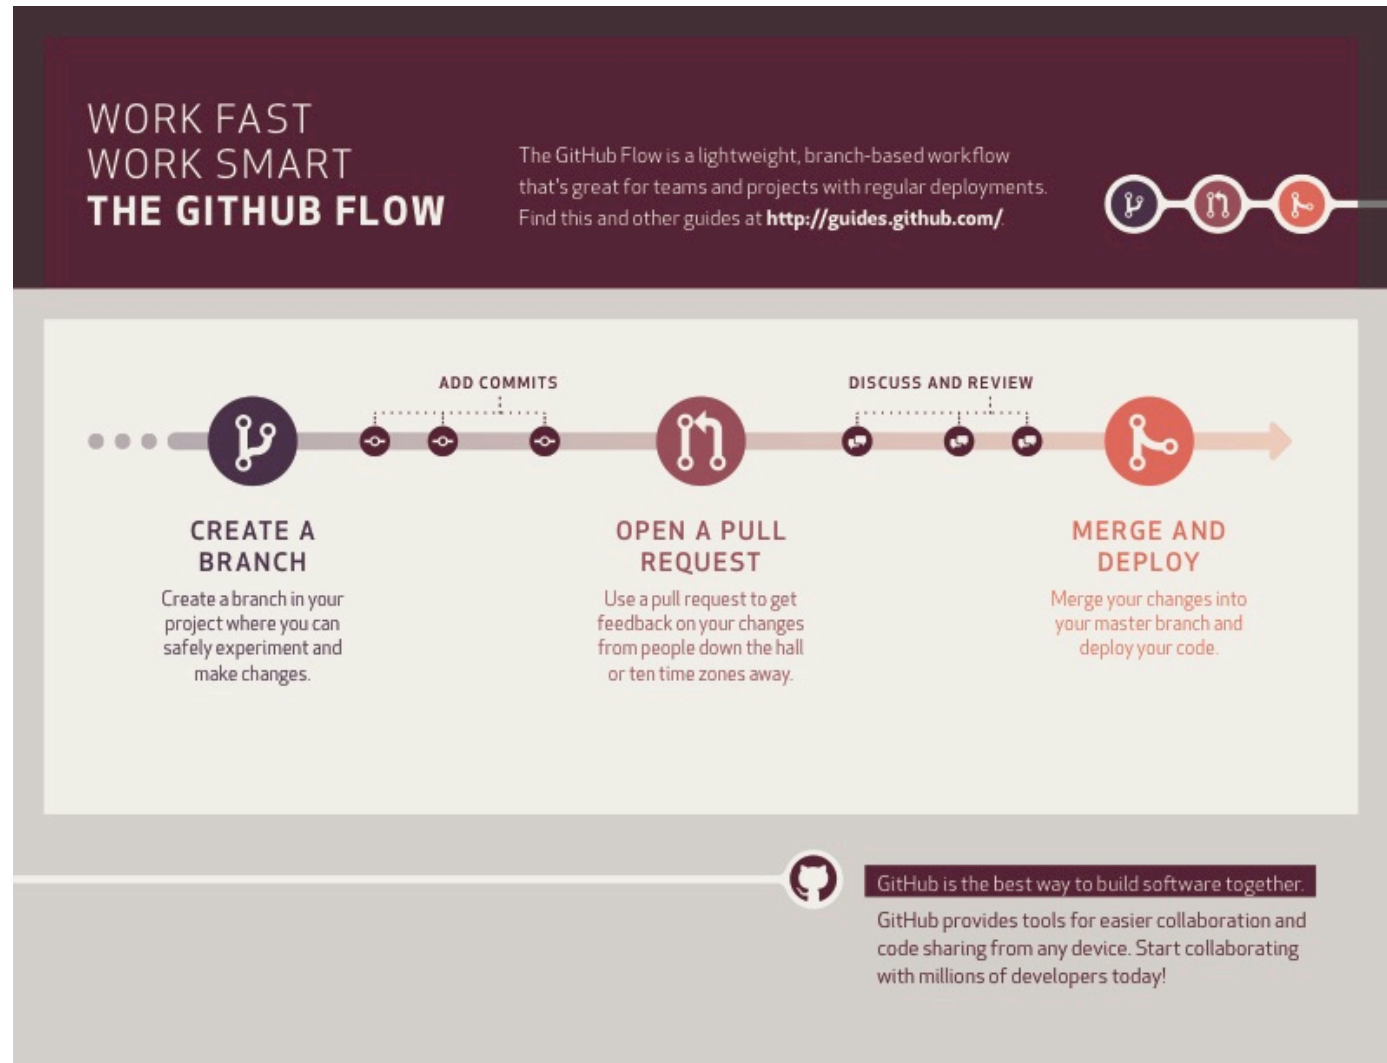 WORK FAST
WORK SMART
THE GITHUB FLOW
The GitHub Flow is a lightweight, branch-based workflow
that's great for teams and projects with regular deployments.
Find this and other guides at http://guides.github.com/.
ADD COMMITS
DISCUSS AND REVIEW
CREATE A
BRANCH
Create a branch in your
project where you can
safely experiment and
make changes.
OPEN A PULL
REQUEST
Use a pull request to get
feedback on your changes
from people down the hall
or ten time zones away.
MERGE AND
DEPLOY
Merge your changes into
your master branch and
deploy your code.
GitHub is the best way to build software together.
GitHub provides tools for easier collaboration and
code sharing from any device. Start collaborating
with millions of developers today!